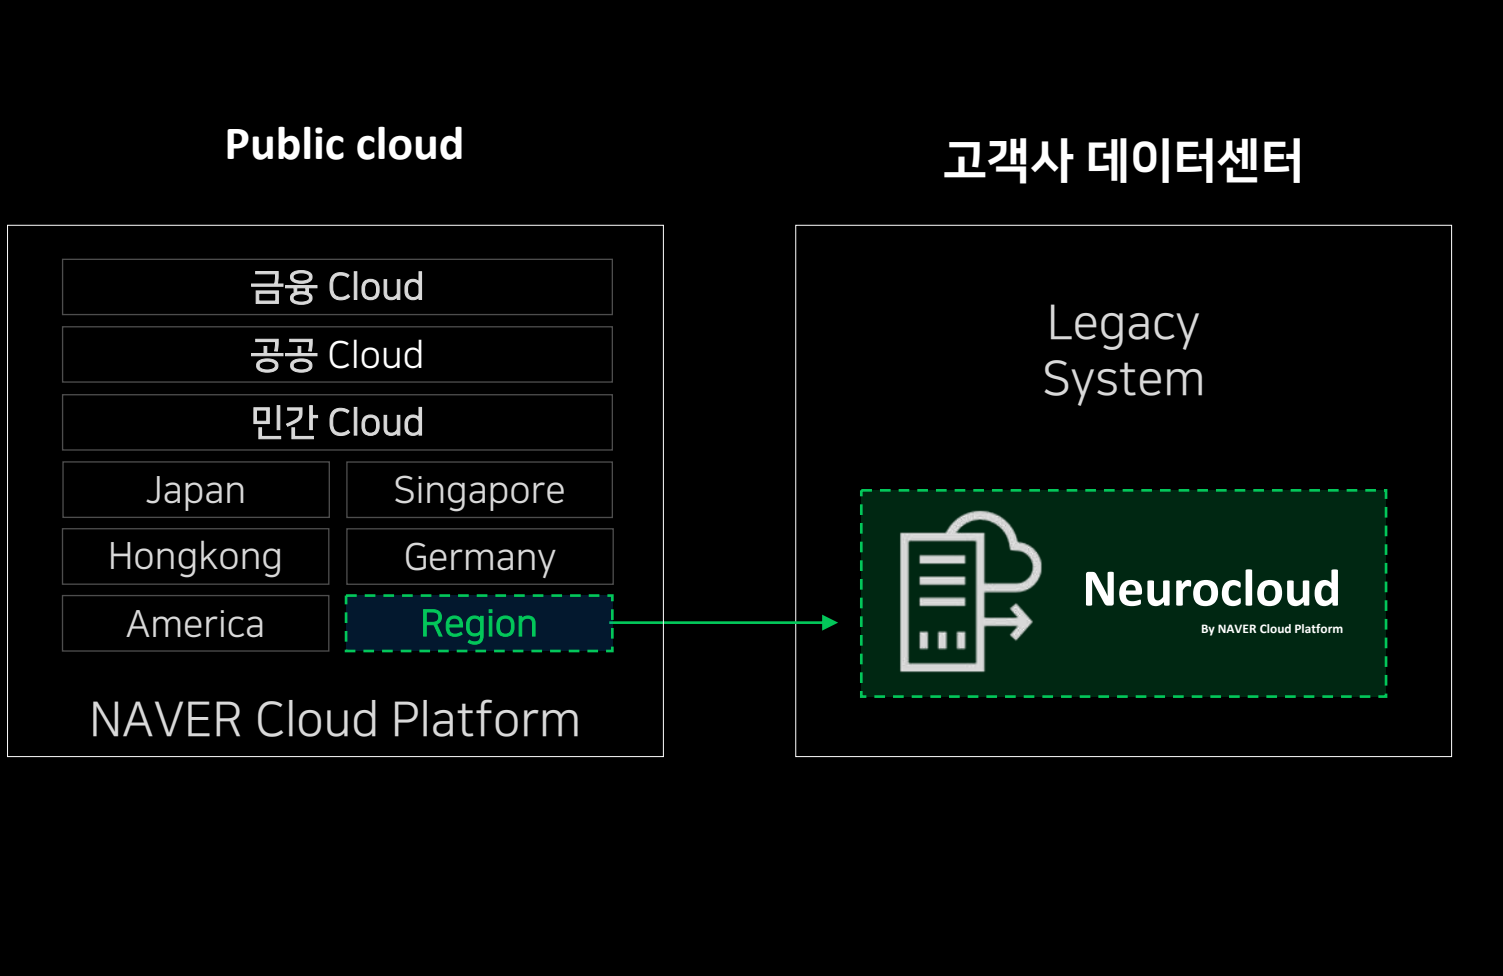 Public cloud
금융 Cloud
공공 Cloud
민간 Cloud
Japan
Singapore
Hongkong
Germany
America
Region
NAVER Cloud Platform
고객사 데이터센터
Legacy
System
Neurocloud
By NAVER Cloud Platform